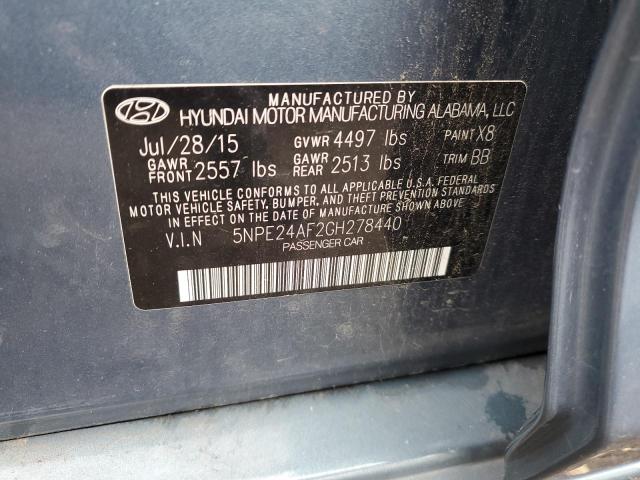 MANUFACTURED BY
HYUNDAI MOTOR MANUFACTURING ALABAMA, LLC
Jul/28/15 GVWR 4497 lbs PAINT X8
GAWR FRONT 2557 lbs GAWR REAR 2513 lbs TRIM BB
THIS VEHICLE CONFORMS TO ALL APPLICABLE U.S.A. FEDERAL
MOTOR VEHICLE SAFETY, BUMPER, AND THEFT PREVENTION STANDARDS
IN EFFECT ON THE DATE OF MANUFACTURE SHOWN ABOVE.
V.I.N 5NPE24AF2GH278440
PASSENGER CAR